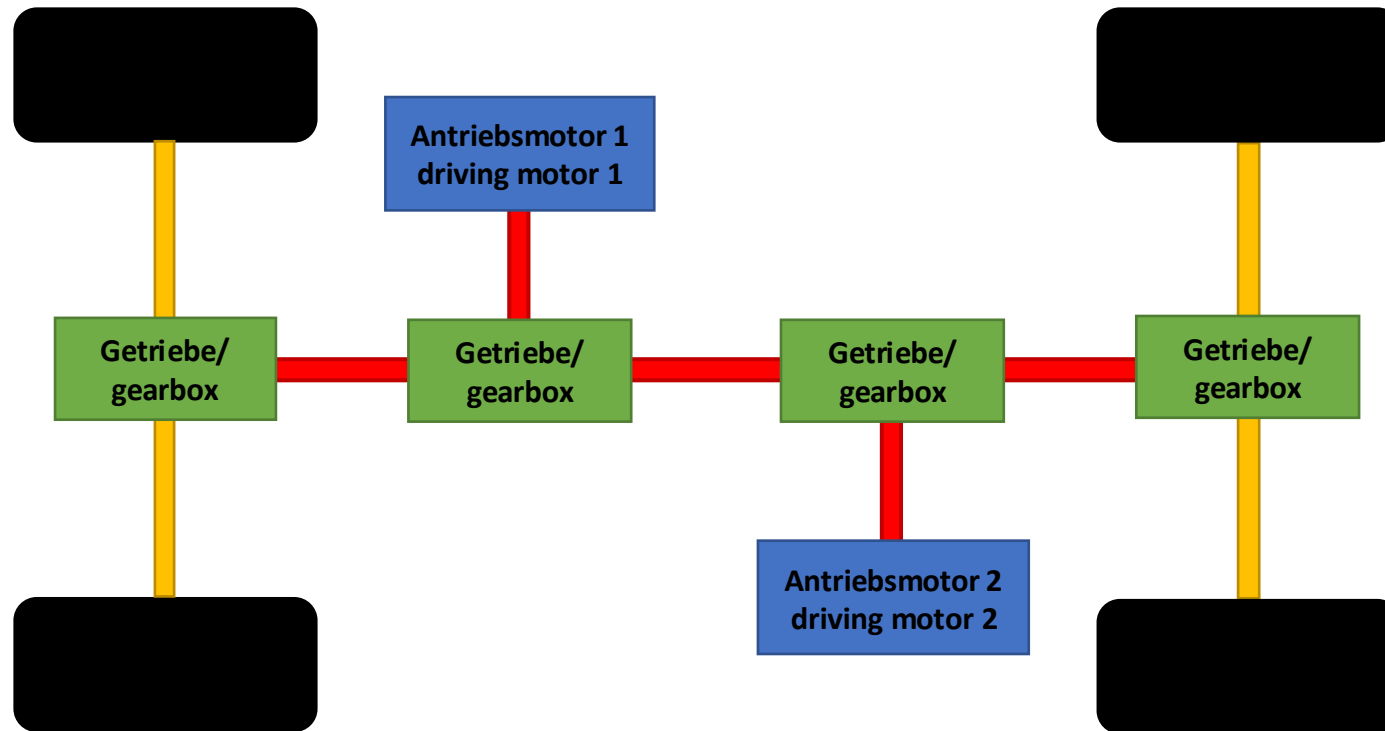 Antriebsmotor 1
driving motor 1
Getriebe/
gearbox
Getriebe/
gearbox
Getriebe/
gearbox
Getriebe/
gearbox
Antriebsmotor 2
driving motor 2